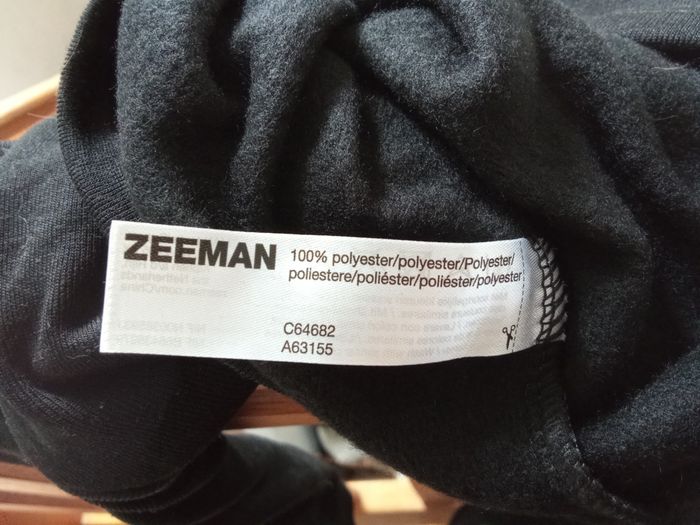 ZEEMAN
100% polyester/polyester/Polyester/
poliestere/poliéster/poliéster/polyester
C64682
A63155